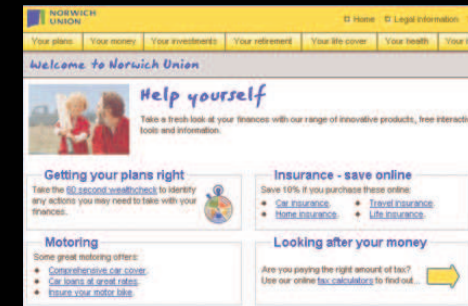 NORWICH
UNION
Home Legal information
Your plans Your money Your investments Your retirement Your life cover Your health Your
Welcome to Norwich Union
Help yourself
Take a fresh look at your finances with our range of innovative products, free interacti
tools and information.
Getting your plans right
Take the 60 second wealthcheck to identify
any actions you may need to take with your
finances.
Insurance - save online
Save 10% if you purchase these online:
Car insurance. Travel insurance.
Home insurance. Life insurance.
Motoring
Some great motoring offers:
Comprehensive car cover.
Car loans at great rates.
Insure your motor bike.
Looking after your money
Are you paying the right amount of tax?
Use our online tax calculators to find out...